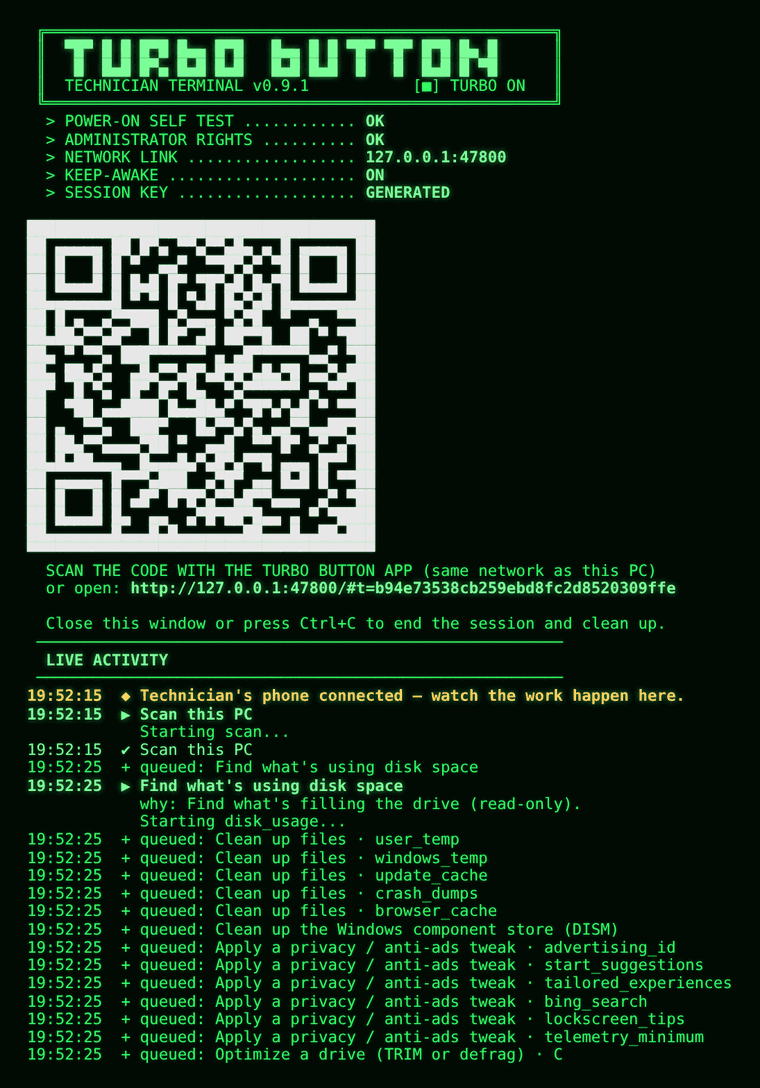 TURBO BUTTON
TECHNICIAN TERMINAL v0.9.1 [■] TURBO ON
> POWER-ON SELF TEST ............ OK
> ADMINISTRATOR RIGHTS .......... OK
> NETWORK LINK .................. 127.0.0.1:47800
> KEEP-AWAKE .................... ON
> SESSION KEY ................... GENERATED
SCAN THE CODE WITH THE TURBO BUTTON APP (same network as this PC)
or open: http://127.0.0.1:47800/#t=b94e73538cb259ebd8fc2d8520309ffe
Close this window or press Ctrl+C to end the session and clean up.
LIVE ACTIVITY
19:52:15 ◆ Technician's phone connected — watch the work happen here.
19:52:15 ▶ Scan this PC
Starting scan...
19:52:15 ✔ Scan this PC
19:52:25 + queued: Find what's using disk space
19:52:25 ▶ Find what's using disk space
why: Find what's filling the drive (read-only).
Starting disk_usage...
19:52:25 + queued: Clean up files · user_temp
19:52:25 + queued: Clean up files · windows_temp
19:52:25 + queued: Clean up files · update_cache
19:52:25 + queued: Clean up files · crash_dumps
19:52:25 + queued: Clean up files · browser_cache
19:52:25 + queued: Clean up the Windows component store (DISM)
19:52:25 + queued: Apply a privacy / anti-ads tweak · advertising_id
19:52:25 + queued: Apply a privacy / anti-ads tweak · start_suggestions
19:52:25 + queued: Apply a privacy / anti-ads tweak · tailored_experiences
19:52:25 + queued: Apply a privacy / anti-ads tweak · bing_search
19:52:25 + queued: Apply a privacy / anti-ads tweak · lockscreen_tips
19:52:25 + queued: Apply a privacy / anti-ads tweak · telemetry_minimum
19:52:25 + queued: Optimize a drive (TRIM or defrag) · C